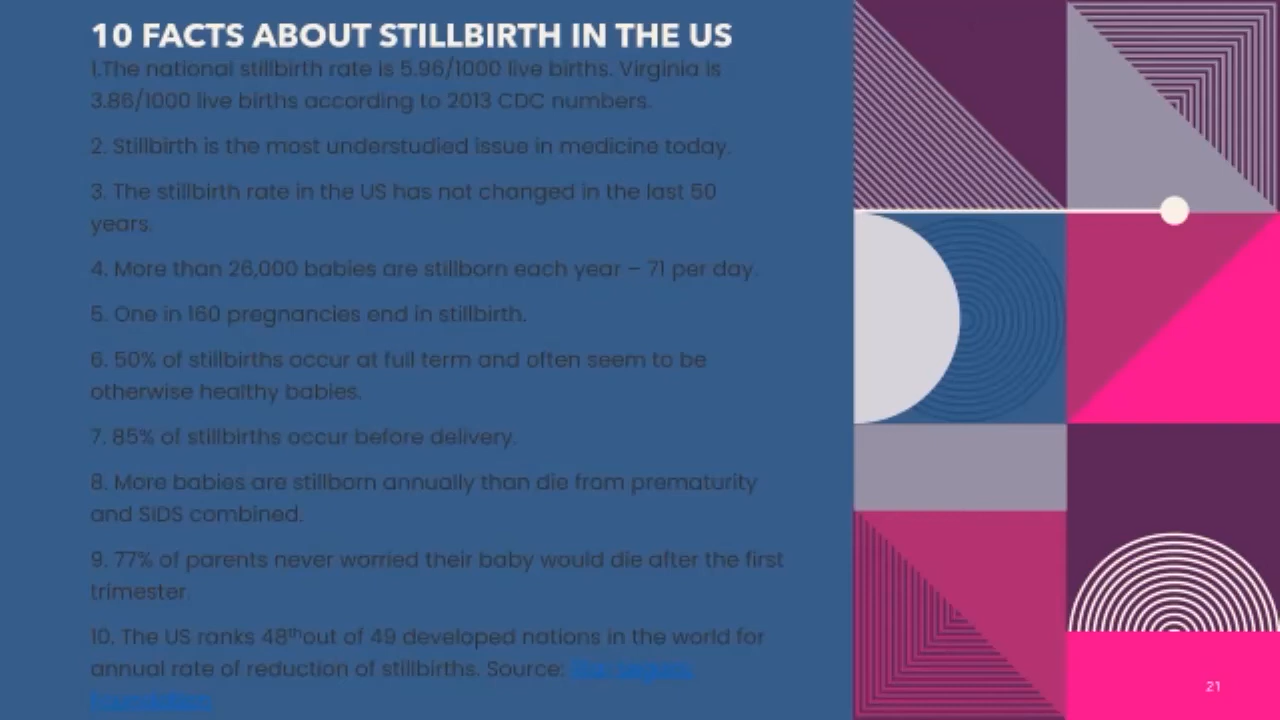 10 FACTS ABOUT STILLBIRTH IN THE US
1.The national stillbirth rate is 5.96/1000 live births. Virginia is
3.86/1000 live births according to 2013 CDC numbers.
2. Stillbirth is the most understudied issue in medicine today.
3. The stillbirth rate in the US has not changed in the last 50
years.
4. More than 26,000 babies are stillborn each year – 71 per day.
5. One in 160 pregnancies end in stillbirth.
6. 50% of stillbirths occur at full term and often seem to be
otherwise healthy babies.
7. 85% of stillbirths occur before delivery.
8. More babies are stillborn annually than die from prematurity
and SIDS combined.
9. 77% of parents never worried their baby would die after the first
trimester.
10. The US ranks 48thout of 49 developed nations in the world for
annual rate of reduction of stillbirths. Source:
Foundation
21